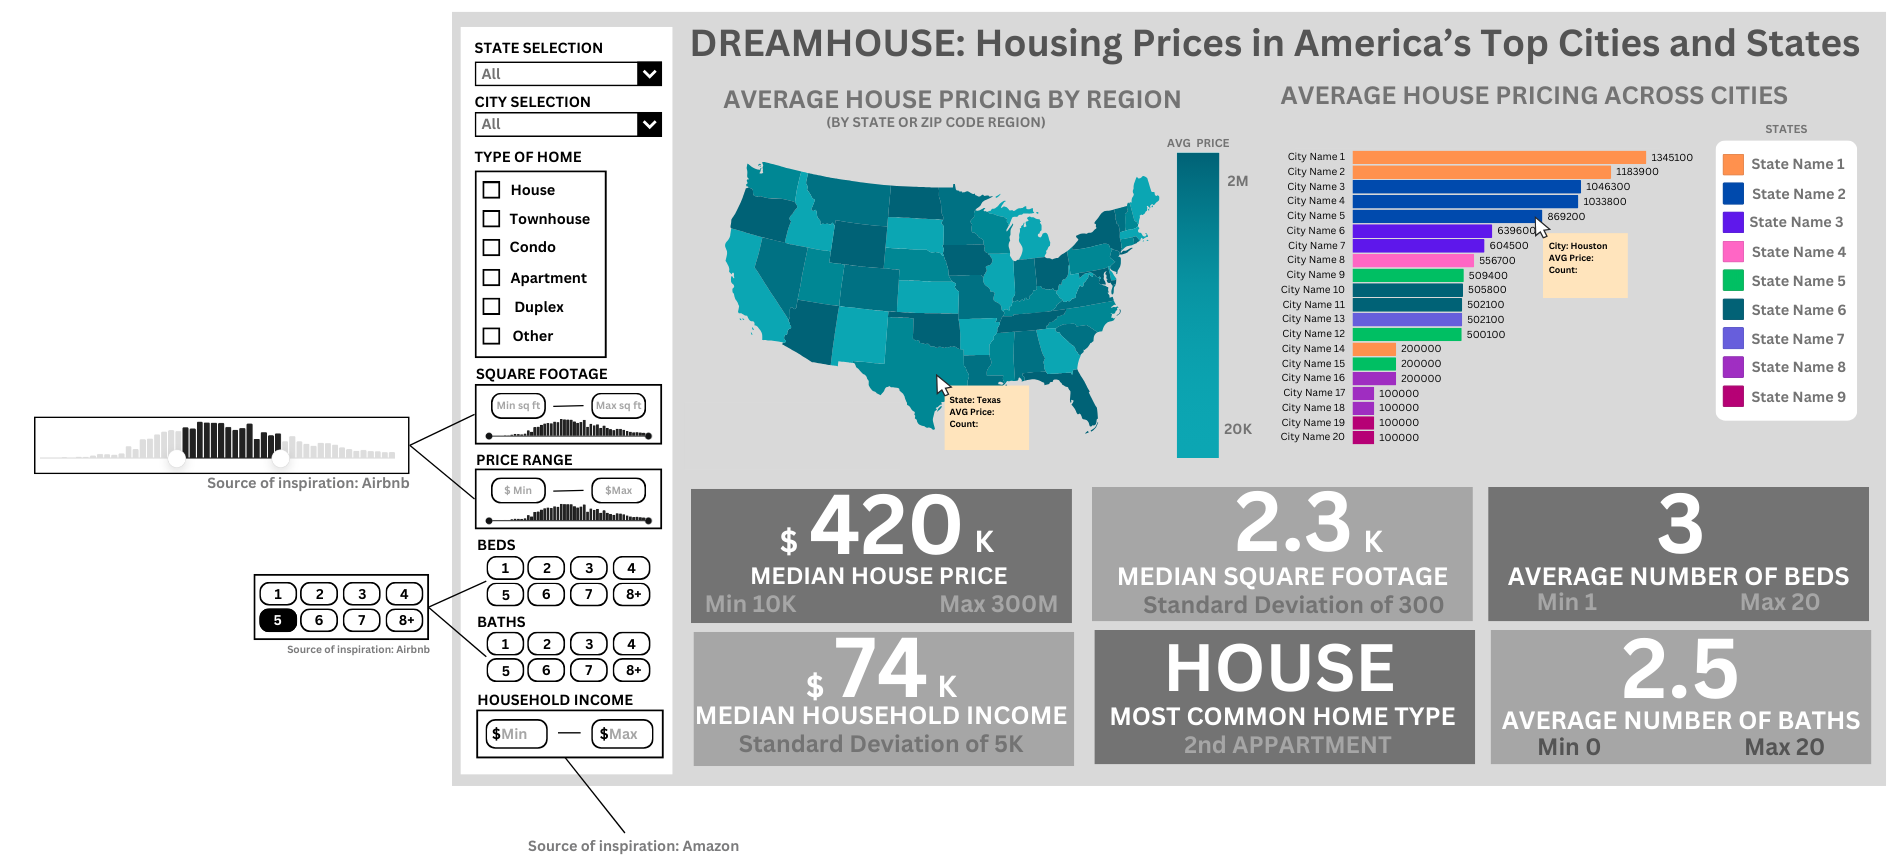 DREAMHOUSE: Housing Prices in America's Top Cities and States
STATE SELECTION
All
CITY SELECTION
All
TYPE OF HOME
House
Townhouse
Condo
Apartment
Duplex
Other
SQUARE FOOTAGE
Min sq ft
Max sq ft
PRICE RANGE
$ Min
$Max
BEDS
1 2 3 4
5 6 7 8+
BATHS
1 2 3 4
5 6 7 8+
HOUSEHOLD INCOME
$Min
$Max
Source of inspiration: Airbnb
1 2 3 4
5 6 7 8+
Source of inspiration: Airbnb
Source of inspiration: Amazon
AVERAGE HOUSE PRICING BY REGION
(BY STATE OR ZIP CODE REGION)
AVG PRICE
2M
20K
State: Texas
AVG Price:
Count:
AVERAGE HOUSE PRICING ACROSS CITIES
City Name 1 1345100
City Name 2 1183900
City Name 3 1046300
City Name 4 1033800
City Name 5 869200
City Name 6 639600
City Name 7 604500
City Name 8 556700
City Name 9 509400
City Name 10 505800
City Name 11 502100
City Name 13 502100
City Name 12 500100
City Name 14 200000
City Name 15 200000
City Name 16 200000
City Name 17 100000
City Name 18 100000
City Name 19 100000
City Name 20 100000
City: Houston
AVG Price:
Count:
STATES
State Name 1
State Name 2
State Name 3
State Name 4
State Name 5
State Name 6
State Name 7
State Name 8
State Name 9
$ 420 K
MEDIAN HOUSE PRICE
Min 10K Max 300M
2.3 K
MEDIAN SQUARE FOOTAGE
Standard Deviation of 300
3
AVERAGE NUMBER OF BEDS
Min 1 Max 20
$ 74 K
MEDIAN HOUSEHOLD INCOME
Standard Deviation of 5K
HOUSE
MOST COMMON HOME TYPE
2nd APPARTMENT
2.5
AVERAGE NUMBER OF BATHS
Min 0 Max 20